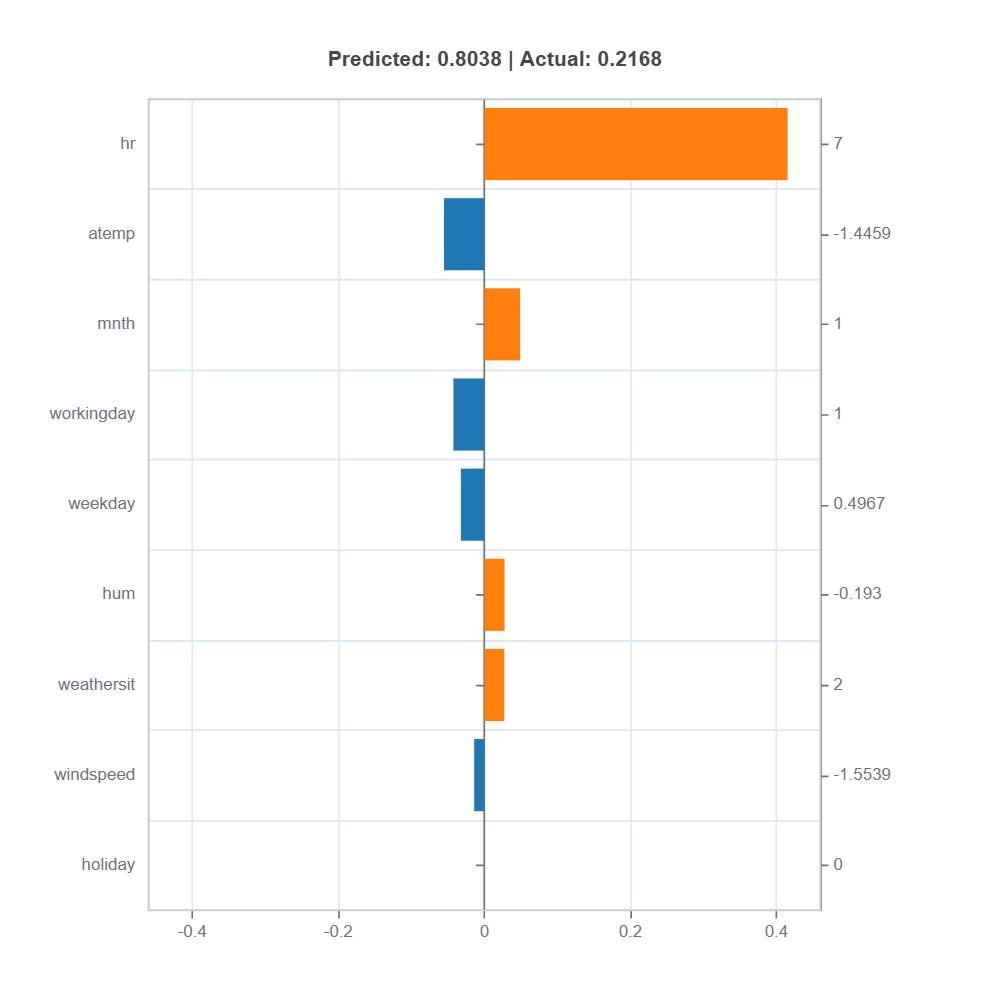 Predicted: 0.8038 | Actual: 0.2168
hr 7
atemp -1.4459
mnth 1
workingday 1
weekday 0.4967
hum -0.193
weathersit 2
windspeed -1.5539
holiday 0
-0.4 -0.2 0 0.2 0.4